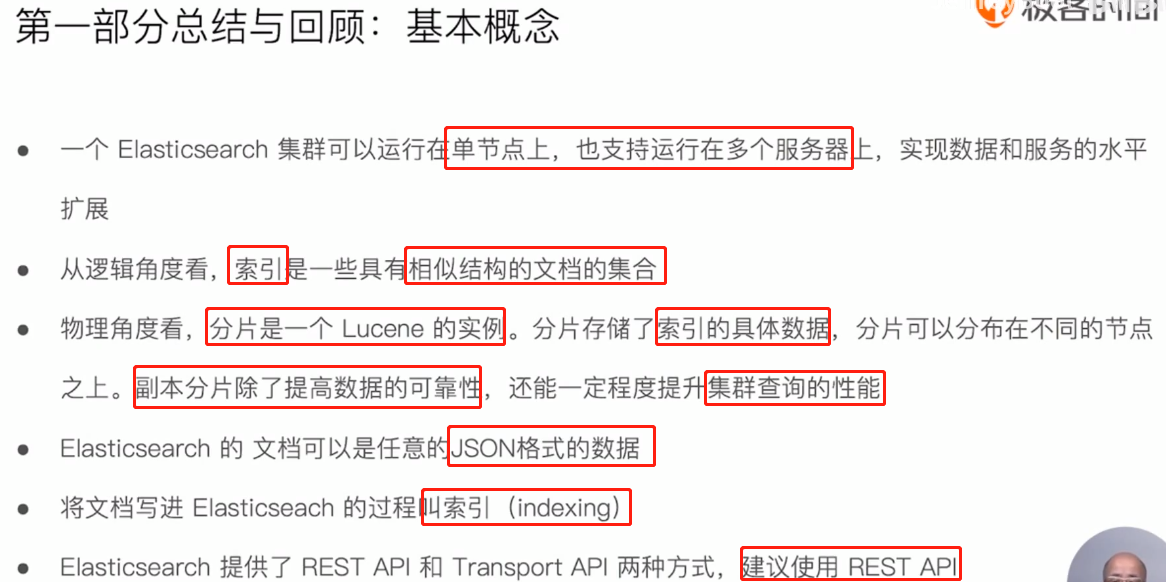 第一部分总结与回顾：基本概念
极客时间
● 一个 Elasticsearch 集群可以运行在单节点上，也支持运行在多个服务器上，实现数据和服务的水平
扩展
● 从逻辑角度看，索引是一些具有相似结构的文档的集合
● 物理角度看，分片是一个 Lucene 的实例。分片存储了索引的具体数据，分片可以分布在不同的节点
之上。副本分片除了提高数据的可靠性，还能一定程度提升集群查询的性能
● Elasticsearch 的 文档可以是任意的JSON格式的数据
● 将文档写进 Elasticseach 的过程叫索引（indexing）
● Elasticsearch 提供了 REST API 和 Transport API 两种方式，建议使用 REST API